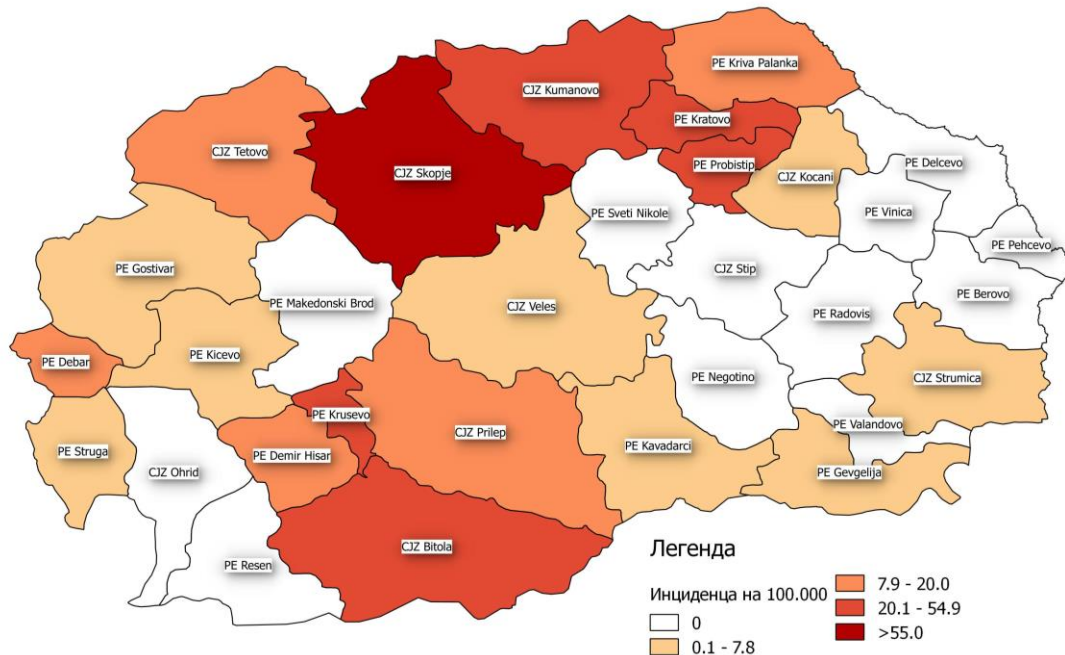 PE Kriva Palanka
CJZ Kumanovo
PE Kratovo
CJZ Tetovo
PE Probistip
PE Delcevo
CJZ Skopje
CJZ Kocani
PE Sveti Nikole
PE Vinica
PE Pehcevo
PE Gostivar
CJZ Stip
PE Berovo
PE Makedonski Brod
CJZ Veles
PE Radovis
PE Kicevo
PE Debar
PE Negotino
CJZ Strumica
PE Krusevo
PE Valandovo
CJZ Prilep
PE Kavadarci
PE Struga
PE Demir Hisar
CJZ Ohrid
PE Gevgelija
CJZ Bitola
PE Resen
Легенда
Инциденца на 100.000
0
0.1 - 7.8
7.9 - 20.0
20.1 - 54.9
>55.0